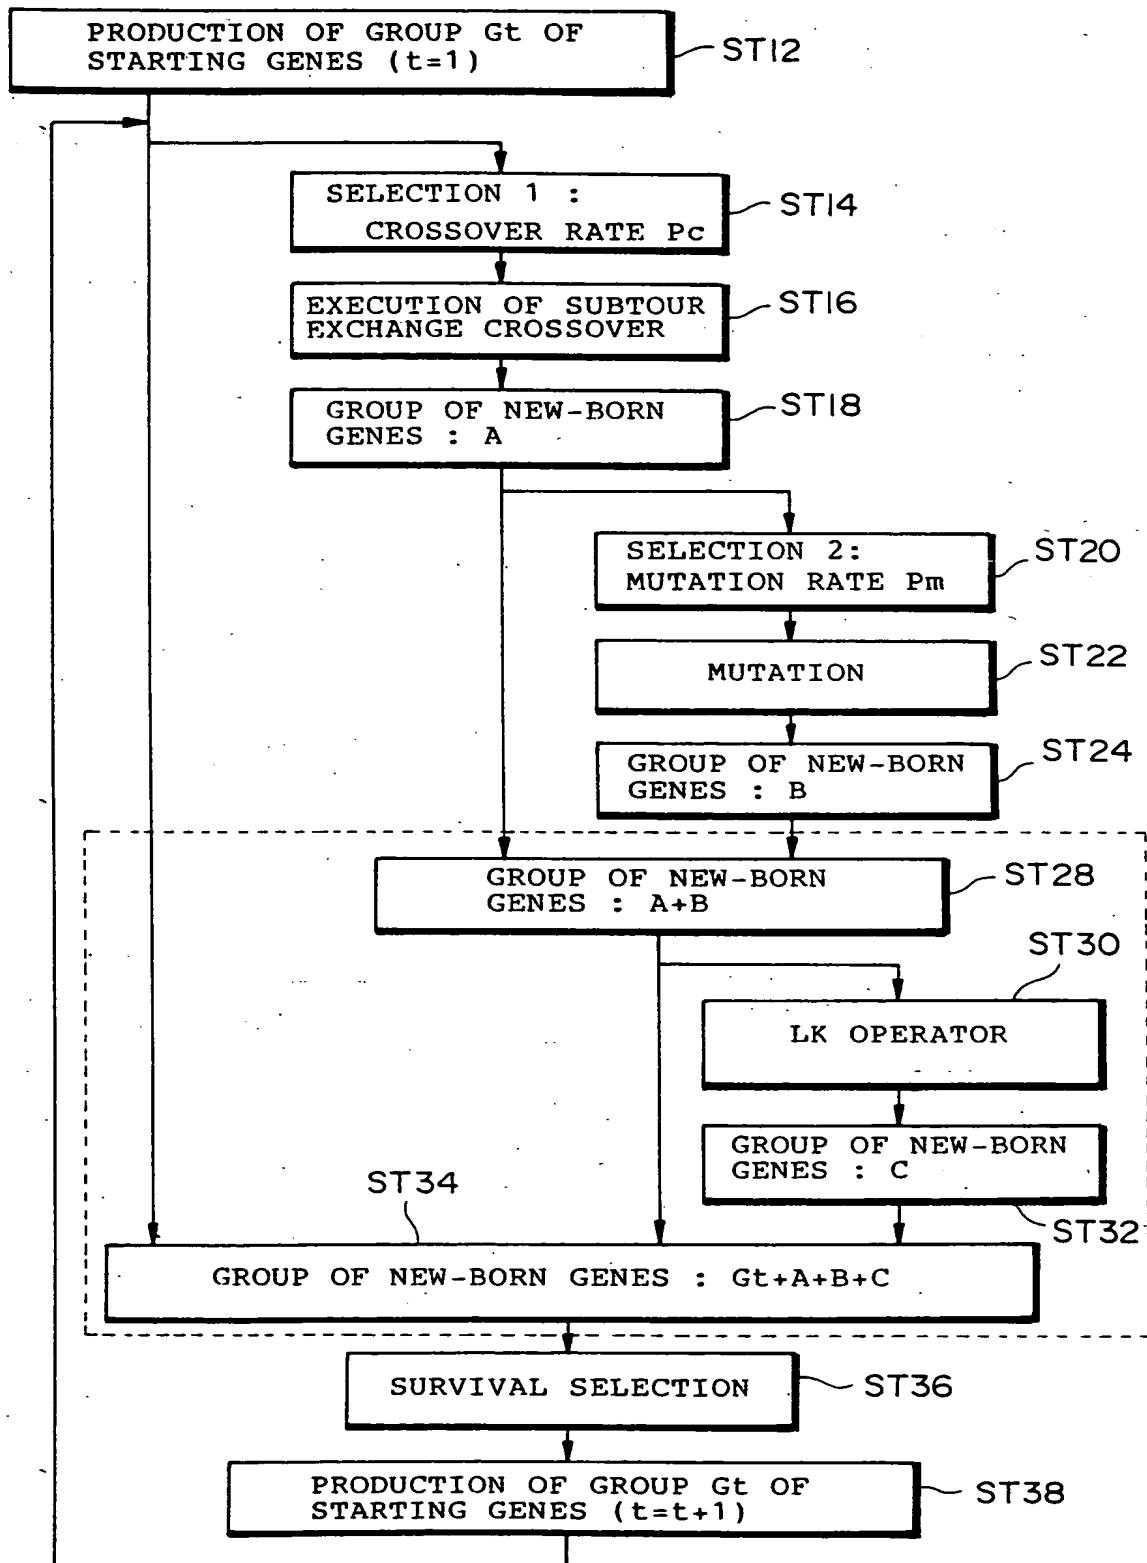 PRODUCTION OF GROUP Gt OF
STARTING GENES (t=1)
ST12
SELECTION 1 :
CROSSOVER RATE Pc
ST14
EXECUTION OF SUBTOUR
EXCHANGE CROSSOVER
ST16
GROUP OF NEW-BORN
GENES : A
ST18
SELECTION 2:
MUTATION RATE Pm
ST20
MUTATION
ST22
GROUP OF NEW-BORN
GENES : B
ST24
GROUP OF NEW-BORN
GENES : A+B
ST28
ST30
LK OPERATOR
GROUP OF NEW-BORN
GENES : C
ST32
ST34
GROUP OF NEW-BORN GENES : Gt+A+B+C
SURVIVAL SELECTION
ST36
PRODUCTION OF GROUP Gt OF
STARTING GENES (t=t+1)
ST38